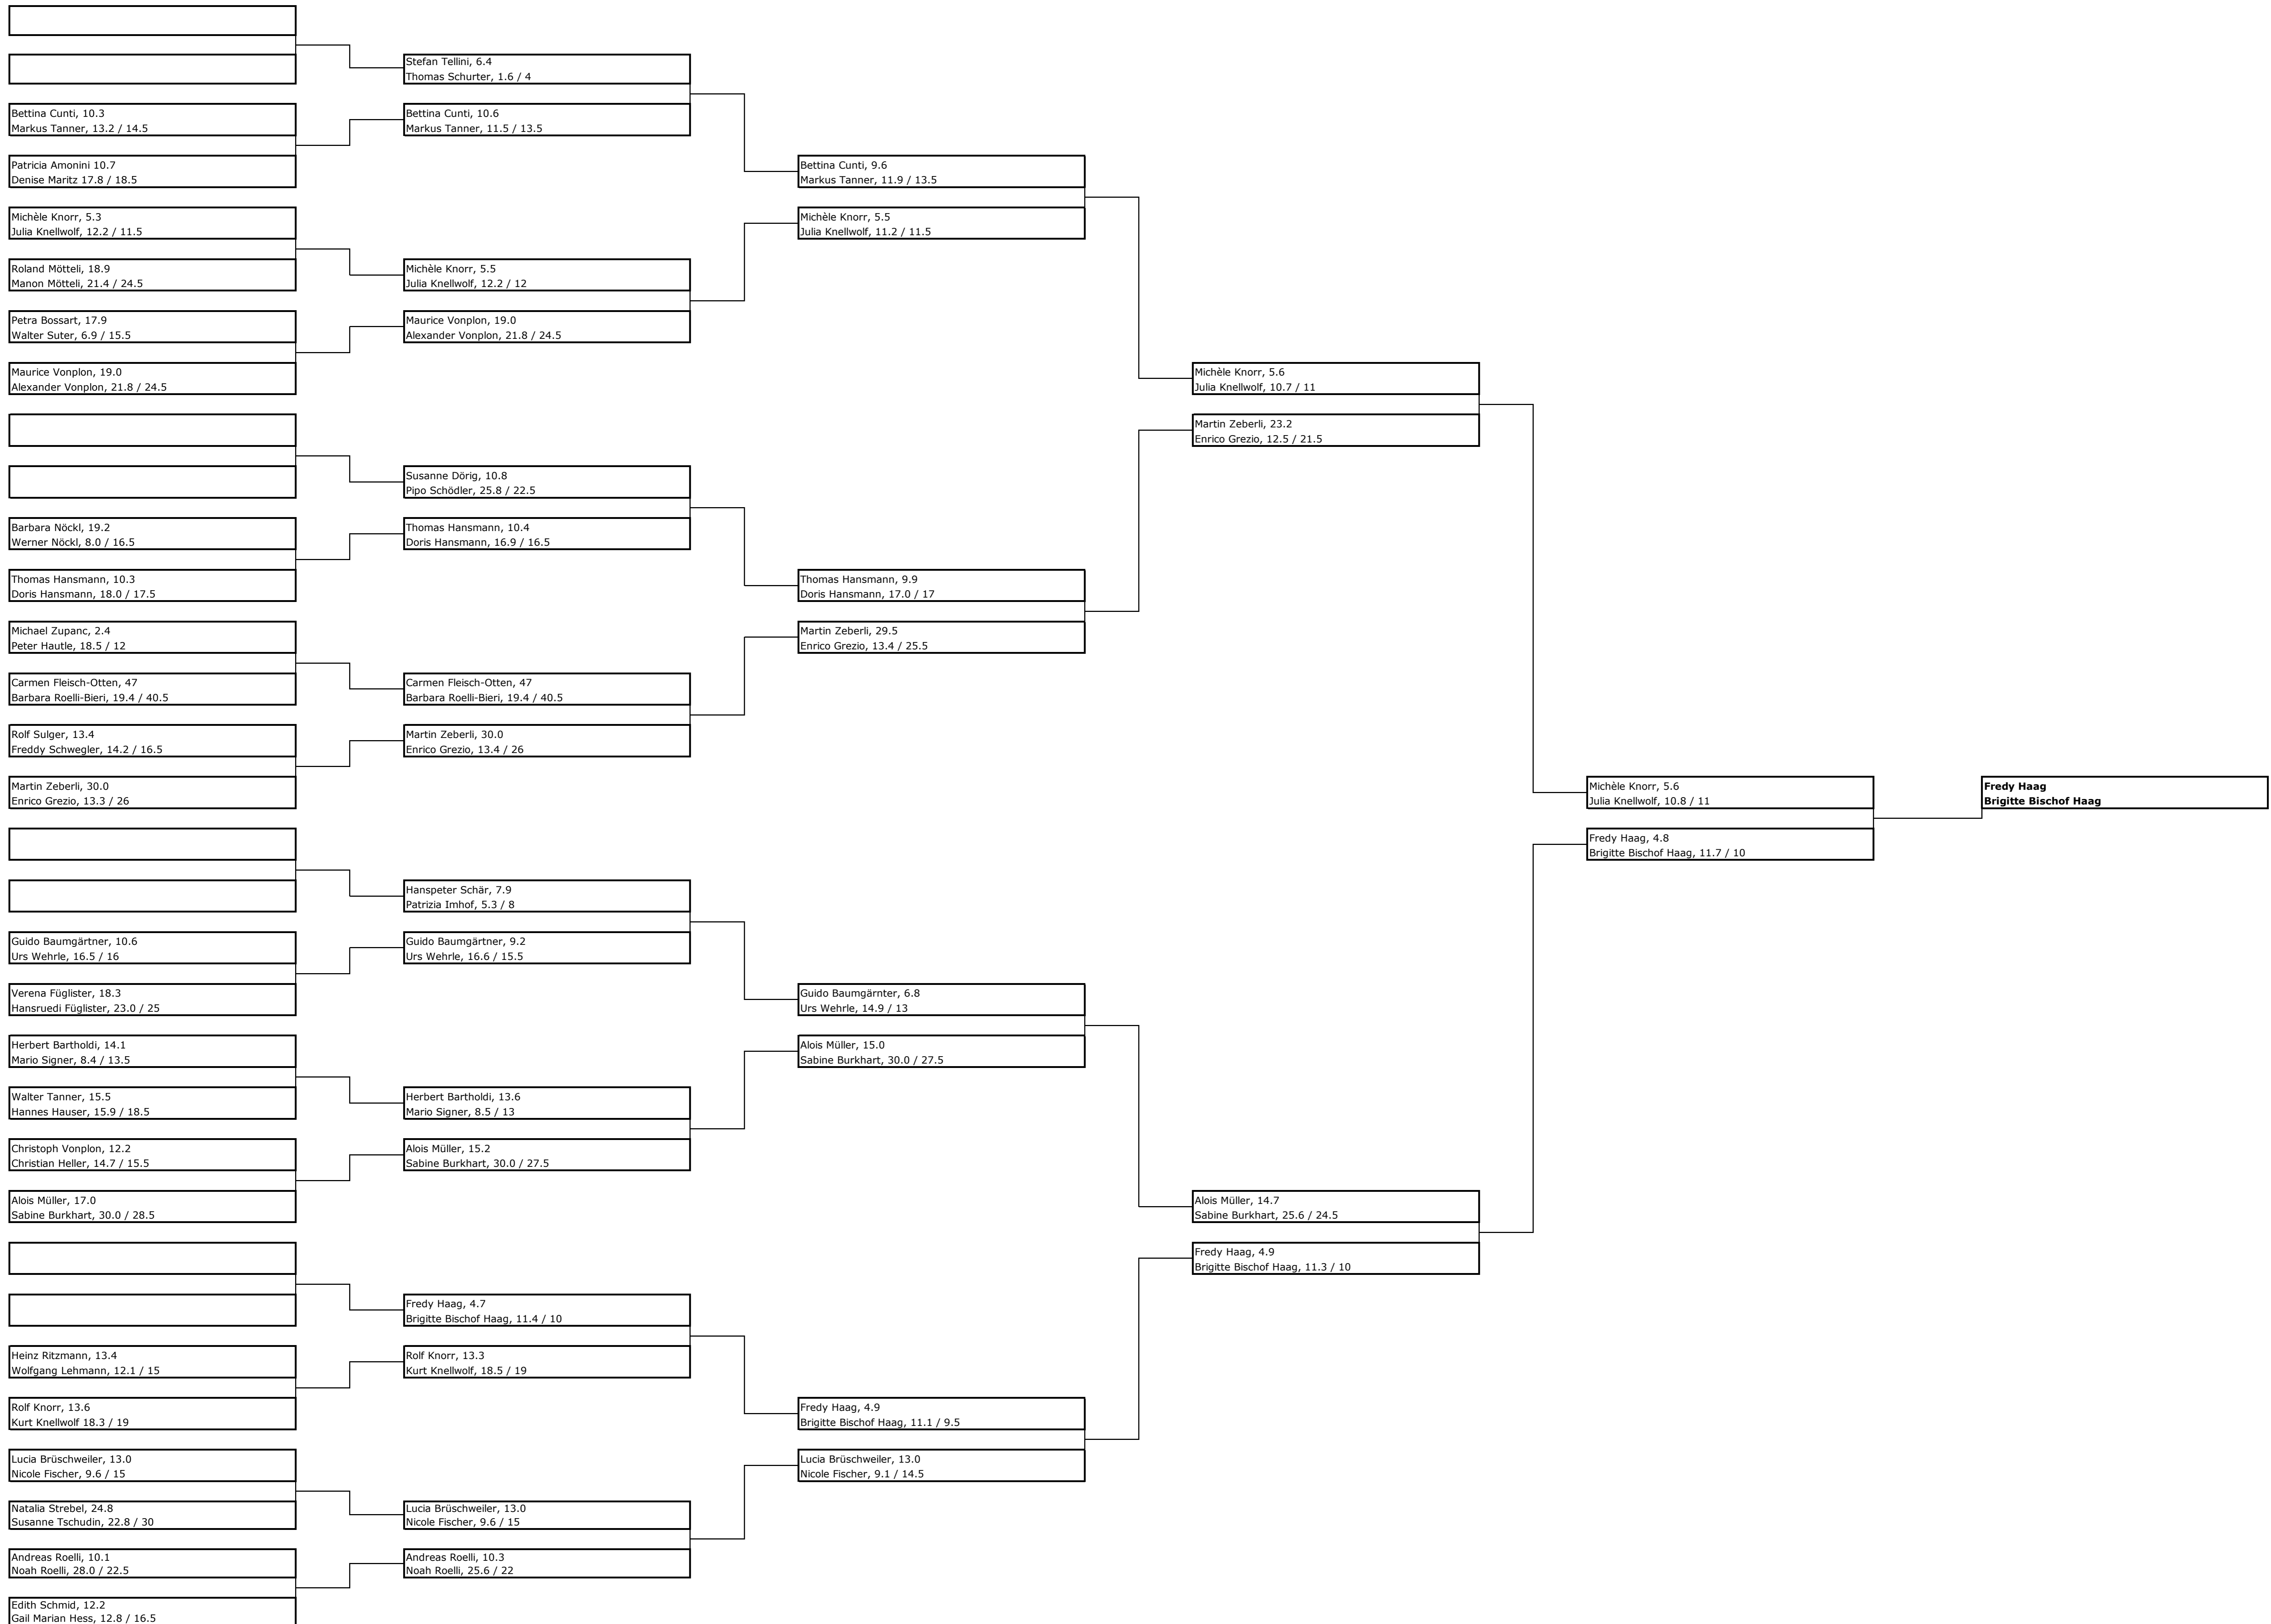 Stefan Tellini, 6.4
Thomas Schurter, 1.6 / 4
Bettina Cunti, 10.3
Markus Tanner, 13.2 / 14.5
Bettina Cunti, 10.6
Markus Tanner, 11.5 / 13.5
Patricia Amonini 10.7
Denise Maritz 17.8 / 18.5
Bettina Cunti, 9.6
Markus Tanner, 11.9 / 13.5
Michèle Knorr, 5.3
Julia Knellwolf, 12.2 / 11.5
Michèle Knorr, 5.5
Julia Knellwolf, 11.2 / 11.5
Roland Mötteli, 18.9
Manon Mötteli, 21.4 / 24.5
Michèle Knorr, 5.5
Julia Knellwolf, 12.2 / 12
Petra Bossart, 17.9
Walter Suter, 6.9 / 15.5
Maurice Vonplon, 19.0
Alexander Vonplon, 21.8 / 24.5
Maurice Vonplon, 19.0
Alexander Vonplon, 21.8 / 24.5
Michèle Knorr, 5.6
Julia Knellwolf, 10.7 / 11
Martin Zeberli, 23.2
Enrico Grezio, 12.5 / 21.5
Susanne Dörig, 10.8
Pipo Schödler, 25.8 / 22.5
Barbara Nöckl, 19.2
Werner Nöckl, 8.0 / 16.5
Thomas Hansmann, 10.4
Doris Hansmann, 16.9 / 16.5
Thomas Hansmann, 10.3
Doris Hansmann, 18.0 / 17.5
Thomas Hansmann, 9.9
Doris Hansmann, 17.0 / 17
Michael Zupanc, 2.4
Peter Hautle, 18.5 / 12
Martin Zeberli, 29.5
Enrico Grezio, 13.4 / 25.5
Carmen Fleisch-Otten, 47
Barbara Roelli-Bieri, 19.4 / 40.5
Carmen Fleisch-Otten, 47
Barbara Roelli-Bieri, 19.4 / 40.5
Rolf Sulger, 13.4
Freddy Schwegler, 14.2 / 16.5
Martin Zeberli, 30.0
Enrico Grezio, 13.4 / 26
Martin Zeberli, 30.0
Enrico Grezio, 13.3 / 26
Michèle Knorr, 5.6
Julia Knellwolf, 10.8 / 11
Fredy Haag
Brigitte Bischof Haag
Fredy Haag, 4.8
Brigitte Bischof Haag, 11.7 / 10
Hanspeter Schär, 7.9
Patrizia Imhof, 5.3 / 8
Guido Baumgärtner, 10.6
Urs Wehrle, 16.5 / 16
Guido Baumgärtner, 9.2
Urs Wehrle, 16.6 / 15.5
Verena Füglister, 18.3
Hansruedi Füglister, 23.0 / 25
Guido Baumgärnter, 6.8
Urs Wehrle, 14.9 / 13
Herbert Bartholdi, 14.1
Mario Signer, 8.4 / 13.5
Alois Müller, 15.0
Sabine Burkhart, 30.0 / 27.5
Walter Tanner, 15.5
Hannes Hauser, 15.9 / 18.5
Herbert Bartholdi, 13.6
Mario Signer, 8.5 / 13
Christoph Vonplon, 12.2
Christian Heller, 14.7 / 15.5
Alois Müller, 15.2
Sabine Burkhart, 30.0 / 27.5
Alois Müller, 17.0
Sabine Burkhart, 30.0 / 28.5
Alois Müller, 14.7
Sabine Burkhart, 25.6 / 24.5
Fredy Haag, 4.9
Brigitte Bischof Haag, 11.3 / 10
Fredy Haag, 4.7
Brigitte Bischof Haag, 11.4 / 10
Heinz Ritzmann, 13.4
Wolfgang Lehmann, 12.1 / 15
Rolf Knorr, 13.3
Kurt Knellwolf, 18.5 / 19
Rolf Knorr, 13.6
Kurt Knellwolf 18.3 / 19
Fredy Haag, 4.9
Brigitte Bischof Haag, 11.1 / 9.5
Lucia Brüschweiler, 13.0
Nicole Fischer, 9.6 / 15
Lucia Brüschweiler, 13.0
Nicole Fischer, 9.1 / 14.5
Natalia Strebel, 24.8
Susanne Tschudin, 22.8 / 30
Lucia Brüschweiler, 13.0
Nicole Fischer, 9.6 / 15
Andreas Roelli, 10.1
Noah Roelli, 28.0 / 22.5
Andreas Roelli, 10.3
Noah Roelli, 25.6 / 22
Edith Schmid, 12.2
Gail Marian Hess, 12.8 / 16.5